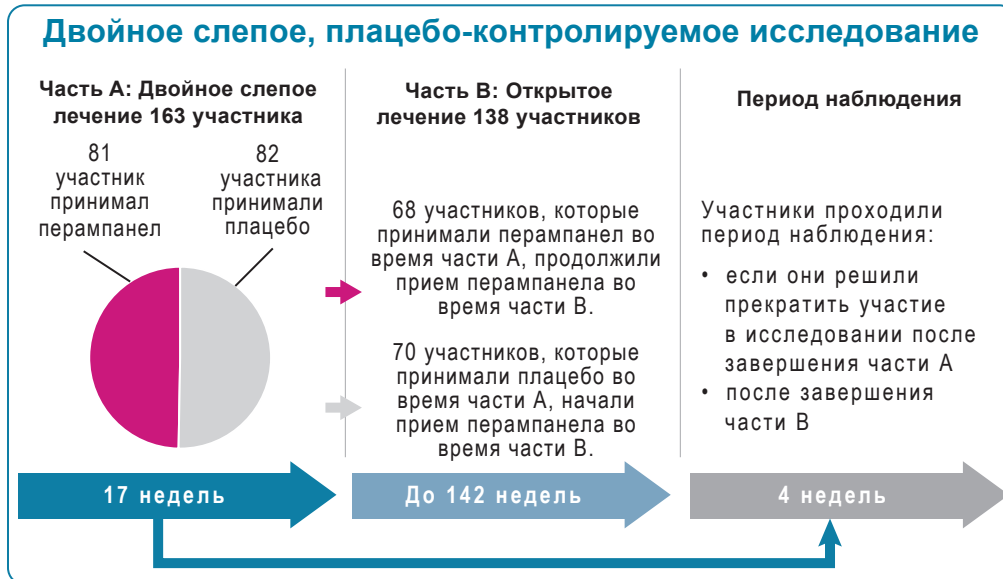 Двойное слепое, плацебо-контролируемое исследование
Часть A: Двойное слепое
лечение 163 участника
81
участник
принимал
перампанел
82
участника
принимали
плацебо
Часть B: Открытое
лечение 138 участников
68 участников, которые
принимали перампанел во
время части A, продолжили
прием перампанела во
время части B.
70 участников, которые
принимали плацебо во
время части A, начали
прием перампанела во
время части B.
Период наблюдения
Участники проходили
период наблюдения:
• если они решили
прекратить участие
в исследовании после
завершения части A
• после завершения
части B
17 недель
До 142 недель
4 недель